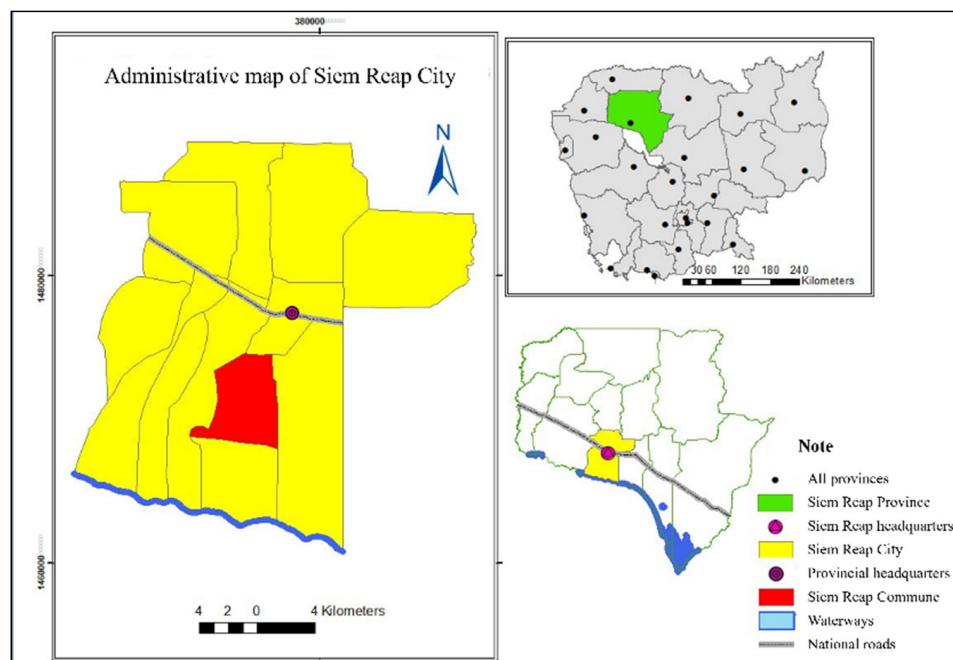 380000
Administrative map of Siem Reap City
N
1480000
1460000
4 2 0 4 Kilometers
30 60 120 180 240
Kilometers
Note
All provinces
Siem Reap Province
Siem Reap headquarters
Siem Reap City
Provincial headquarters
Siem Reap Commune
Waterways
National roads